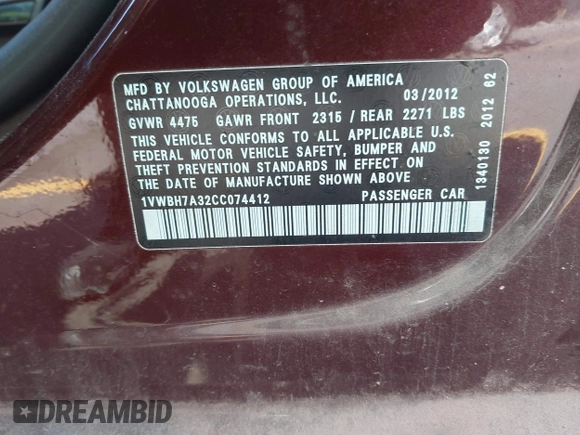 MFD BY VOLKSWAGEN GROUP OF AMERICA
CHATTANOOGA OPERATIONS, LLC. 03/2012
GVWR 4475 GAWR FRONT 2315 / REAR 2271 LBS
THIS VEHICLE CONFORMS TO ALL APPLICABLE U.S.
FEDERAL MOTOR VEHICLE SAFETY, BUMPER AND
THEFT PREVENTION STANDARDS IN EFFECT ON
DATE OF MANUFACTURE SHOWN ABOVE
1VWBH7A32CC074412 PASSENGER CAR
1340180 2012 62
DREAMBID